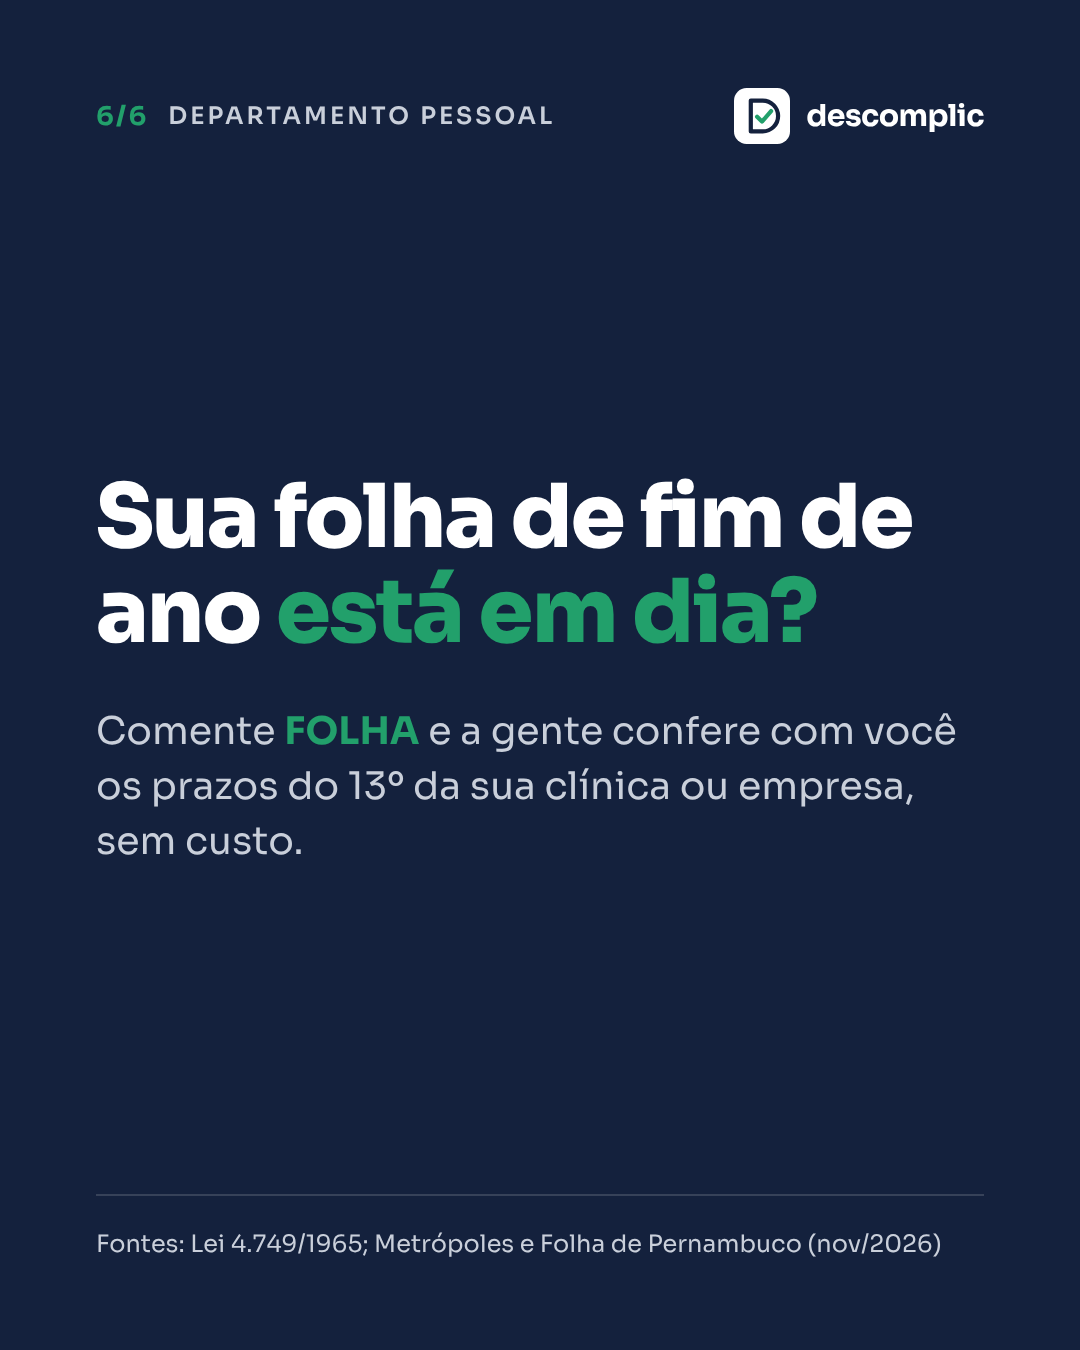 6/6 DEPARTAMENTO PESSOAL
descomplic
Sua folha de fim de
ano está em dia?
Comente FOLHA e a gente confere com você
os prazos do 13º da sua clínica ou empresa,
sem custo.
Fontes: Lei 4.749/1965; Metrópoles e Folha de Pernambuco (nov/2026)